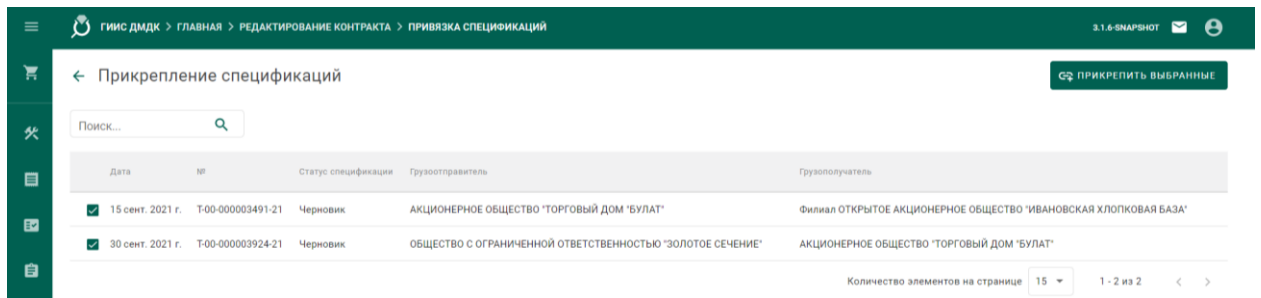 ГИИС ДМДК > ГЛАВНАЯ > РЕДАКТИРОВАНИЕ КОНТРАКТА > ПРИВЯЗКА СПЕЦИФИКАЦИЙ 3.1.6-SNAPSHOT
Прикрепление спецификаций ПРИКРЕПИТЬ ВЫБРАННЫЕ
Поиск...
Дата № Статус спецификации Грузоотправитель Грузополучатель
15 сент. 2021 г. Т-00-000003491-21 Черновик АКЦИОНЕРНОЕ ОБЩЕСТВО "ТОРГОВЫЙ ДОМ "БУЛАТ" Филиал ОТКРЫТОЕ АКЦИОНЕРНОЕ ОБЩЕСТВО "ИВАНОВСКАЯ ХЛОПКОВАЯ БАЗА"
30 сент. 2021 г. Т-00-000003924-21 Черновик ОБЩЕСТВО С ОГРАНИЧЕННОЙ ОТВЕТСТВЕННОСТЬЮ "ЗОЛОТОЕ СЕЧЕНИЕ" АКЦИОНЕРНОЕ ОБЩЕСТВО "ТОРГОВЫЙ ДОМ "БУЛАТ"
Количество элементов на странице 15 1 - 2 из 2